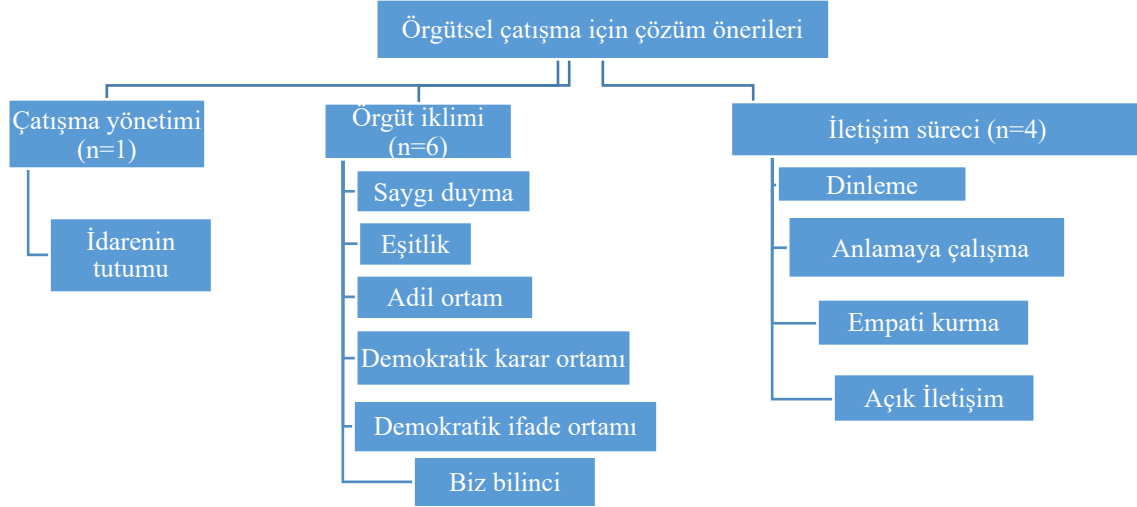 Örgütsel çatışma için çözüm önerileri
Çatışma yönetimi
(n=1)
İdarenin
tutumu
Örgüt iklimi
(n=6)
Saygı duyma
Eşitlik
Adil ortam
Demokratik karar ortamı
Demokratik ifade ortamı
Biz bilinci
İletişim süreci (n=4)
Dinleme
Anlamaya çalışma
Empati kurma
Açık İletişim